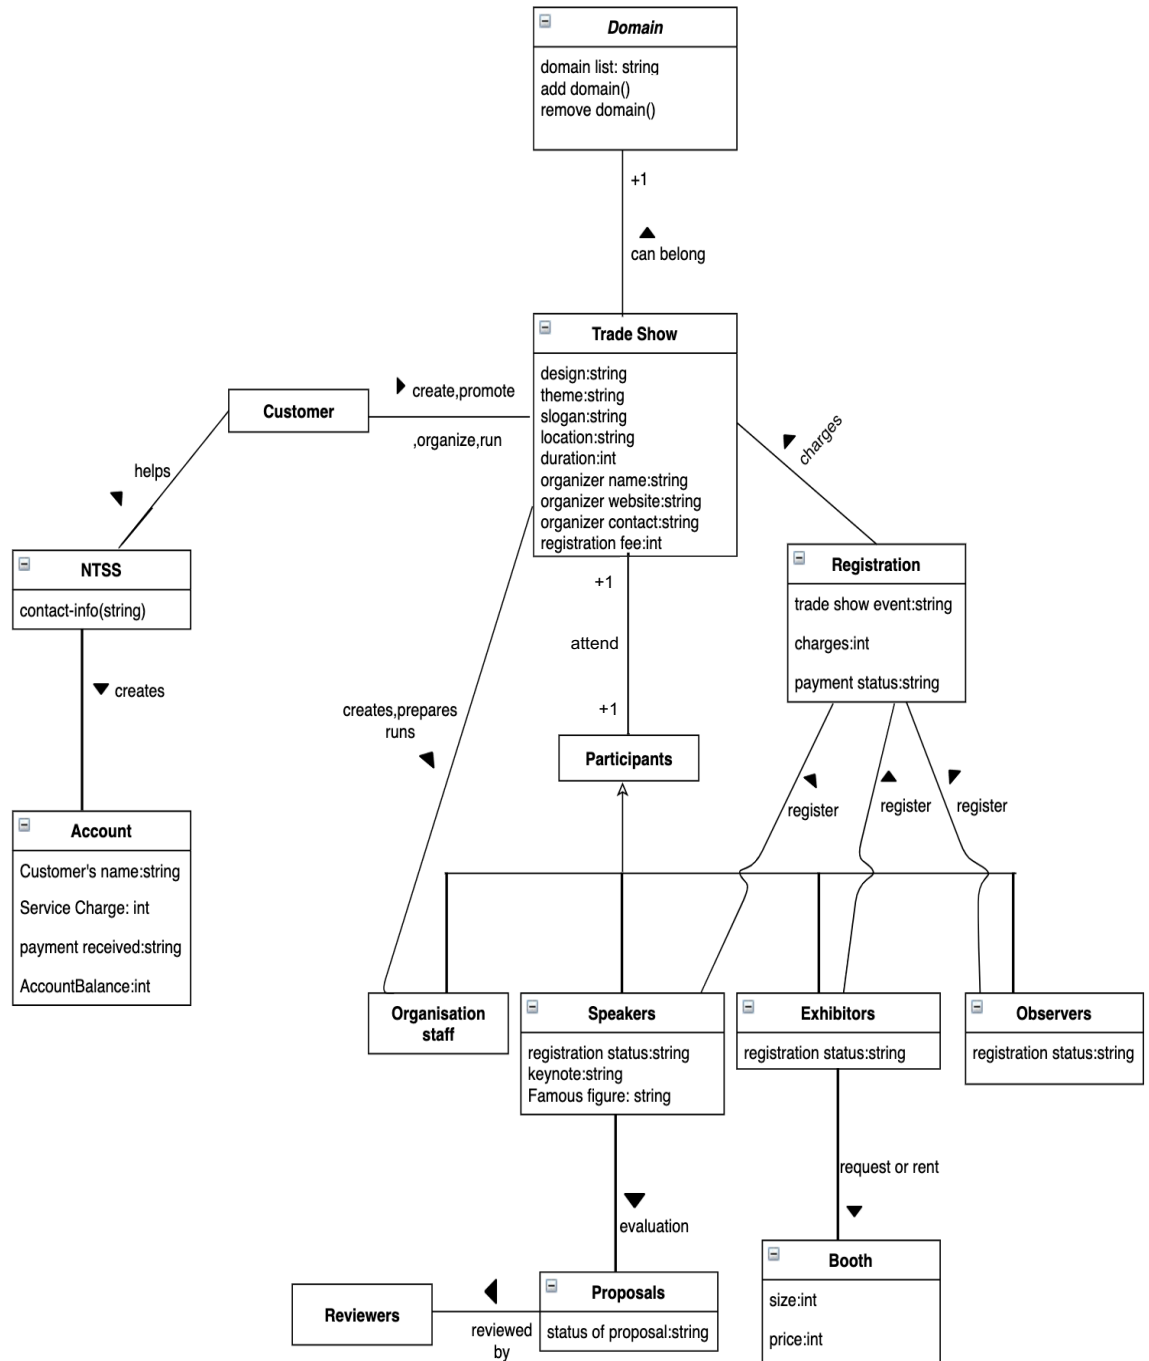 Domain
domain list: string
add domain()
remove domain()
+1
can belong
Trade Show
design:string
theme:string
slogan:string
location:string
duration:int
organizer name:string
organizer website:string
organizer contact:string
registration fee:int
Customer
create,promote
,organize,run
charges
helps
NTSS
contact-info(string)
Registration
trade show event:string
charges:int
payment status:string
+1
attend
+1
creates
creates,prepares
runs
Participants
register
register
register
Account
Customer's name:string
Service Charge: int
payment received:string
AccountBalance:int
Organisation
staff
Speakers
registration status:string
keynote:string
Famous figure: string
Exhibitors
registration status:string
Observers
registration status:string
request or rent
evaluation
Booth
size:int
price:int
Proposals
status of proposal:string
Reviewers
reviewed
by